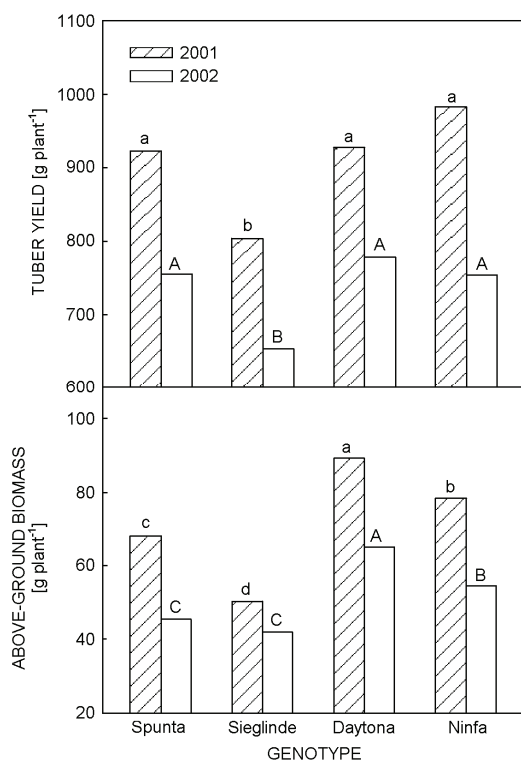 1100
2001
2002
1000
900
800
700
600
TUBER YIELD [g plant⁻¹]
a
A
b
B
a
A
a
A
100
80
60
40
20
ABOVE-GROUND BIOMASS
[g plant⁻¹]
c
C
d
C
a
A
b
B
Spunta Sieglinde Daytona Ninfa
GENOTYPE